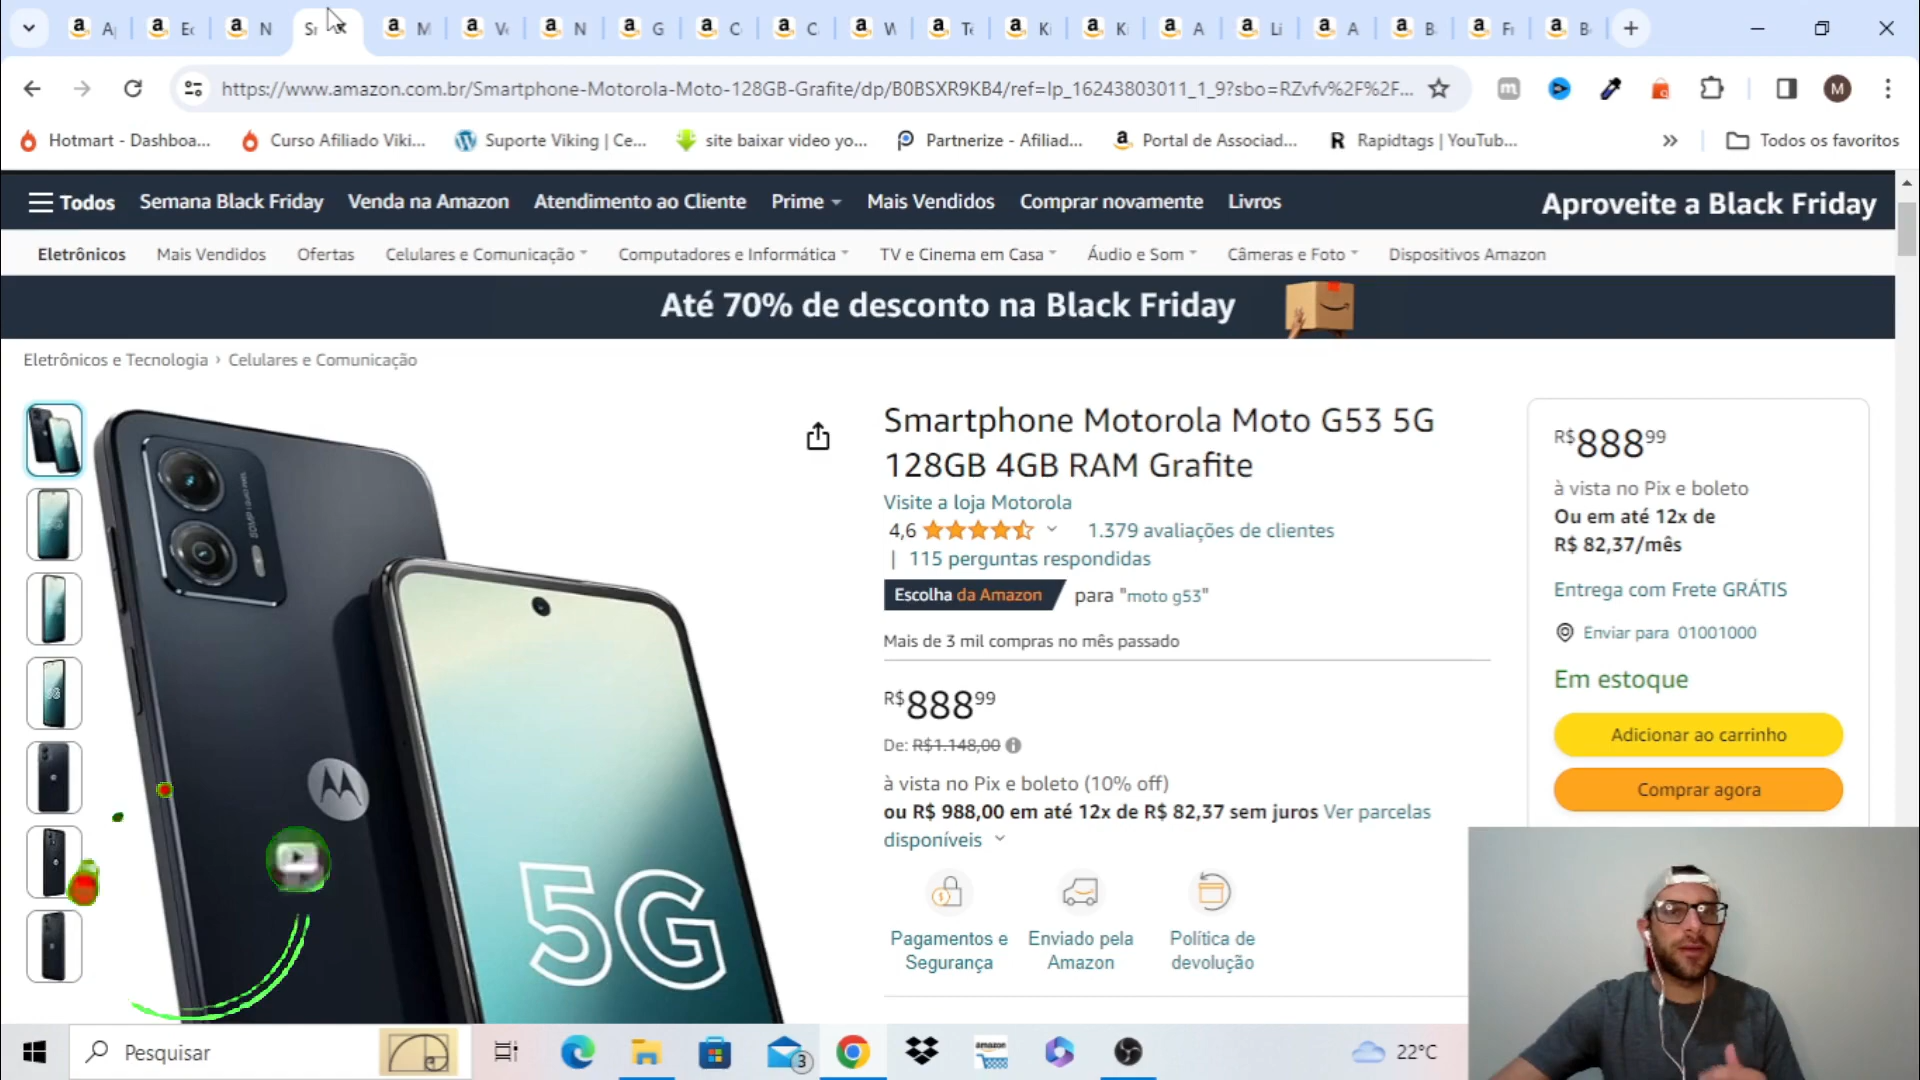 https://www.amazon.com.br/Smartphone-Motorola-Moto-128GB-Grafite/dp/B0BSXR9KB4/ref=lp_16243803011_1_9?sbo=RZvfv%2F%2F...
Hotmart - Dashboa...
Curso Afiliado Viki...
Suporte Viking | Ce...
site baixar video yo...
Partnerize - Afiliad...
Portal de Associad...
Rapidtags | YouTub...
Todos os favoritos
Todos
Semana Black Friday
Venda na Amazon
Atendimento ao Cliente
Prime
Mais Vendidos
Comprar novamente
Livros
Aproveite a Black Friday
Eletrônicos
Mais Vendidos
Ofertas
Celulares e Comunicação
Computadores e Informática
TV e Cinema em Casa
Áudio e Som
Câmeras e Foto
Dispositivos Amazon
Até 70% de desconto na Black Friday
Eletrônicos e Tecnologia › Celulares e Comunicação
5G
Smartphone Motorola Moto G53 5G
128GB 4GB RAM Grafite
Visite a loja Motorola
4,6
1.379 avaliações de clientes
| 115 perguntas respondidas
Escolha da Amazon para "moto g53"
Mais de 3 mil compras no mês passado
R$88899
De: R$1.148,00
à vista no Pix e boleto (10% off)
ou R$ 988,00 em até 12x de R$ 82,37 sem juros Ver parcelas
disponíveis
Pagamentos e
Segurança
Enviado pela
Amazon
Política de
devolução
R$88899
à vista no Pix e boleto
Ou em até 12x de
R$ 82,37/mês
Entrega com Frete GRÁTIS
Enviar para 01001000
Em estoque
Adicionar ao carrinho
Comprar agora
Pesquisar
3
amazon
22°C